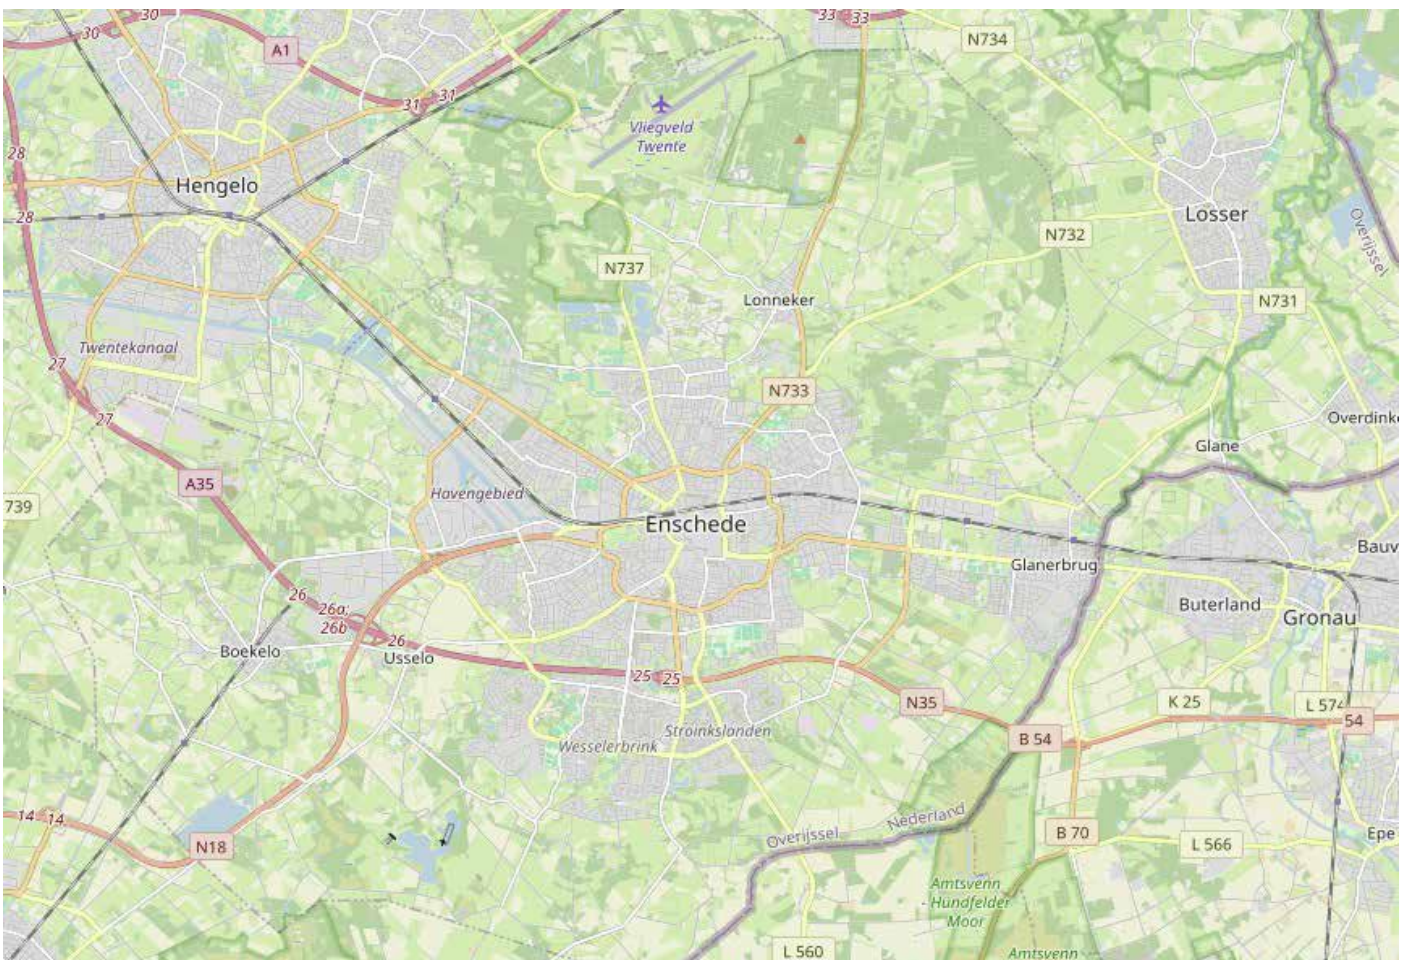 30
33
33
30
A1
N734
31
31
Vliegveld
Twente
28
Hengelo
28
Losser
N732
Overijssel
N737
Lonneker
N731
Twentekanaal
27
N733
27
Overdink
Glane
A35
Havengebied
739
Enschede
Bauv
Glanerbrug
26
26a;
26b
Buterland
Gronau
26
Boekelo
Usselo
25
25
N35
K 25
L 574
54
Stroinkslanden
B 54
Wesselerbrink
14
14
Nederland
Overijssel
B 70
Epe
N18
L 566
Amtsvenn
- Hündfelder
Moor
L 560
Amtsvenn